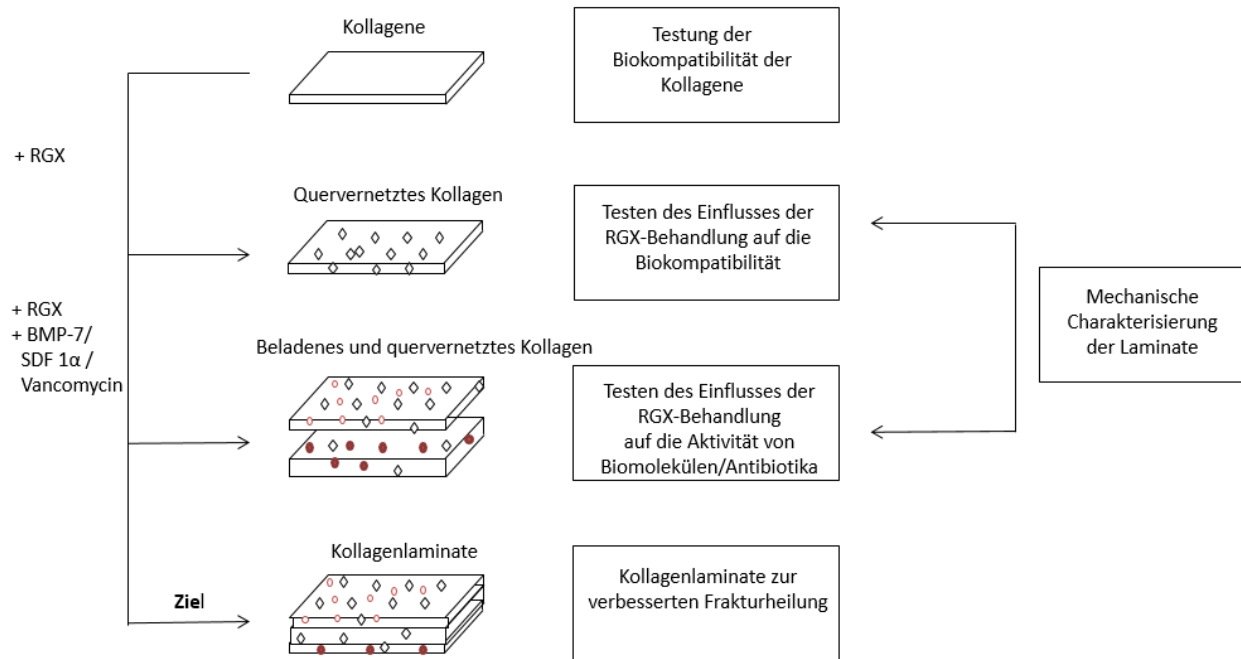 Kollagene
Testung der
Biokompatibilität der
Kollagene
+ RGX
Quervernetztes Kollagen
Testen des Einflusses der
RGX-Behandlung auf die
Biokompatibilität
+ RGX
+ BMP-7/
SDF 1α /
Vancomycin
Mechanische
Charakterisierung
der Laminate
Beladenes und quervernetztes Kollagen
Testen des Einflusses der
RGX-Behandlung
auf die Aktivität von
Biomolekülen/Antibiotika
Ziel
Kollagenlaminate
Kollagenlaminate zur
verbesserten Frakturheilung